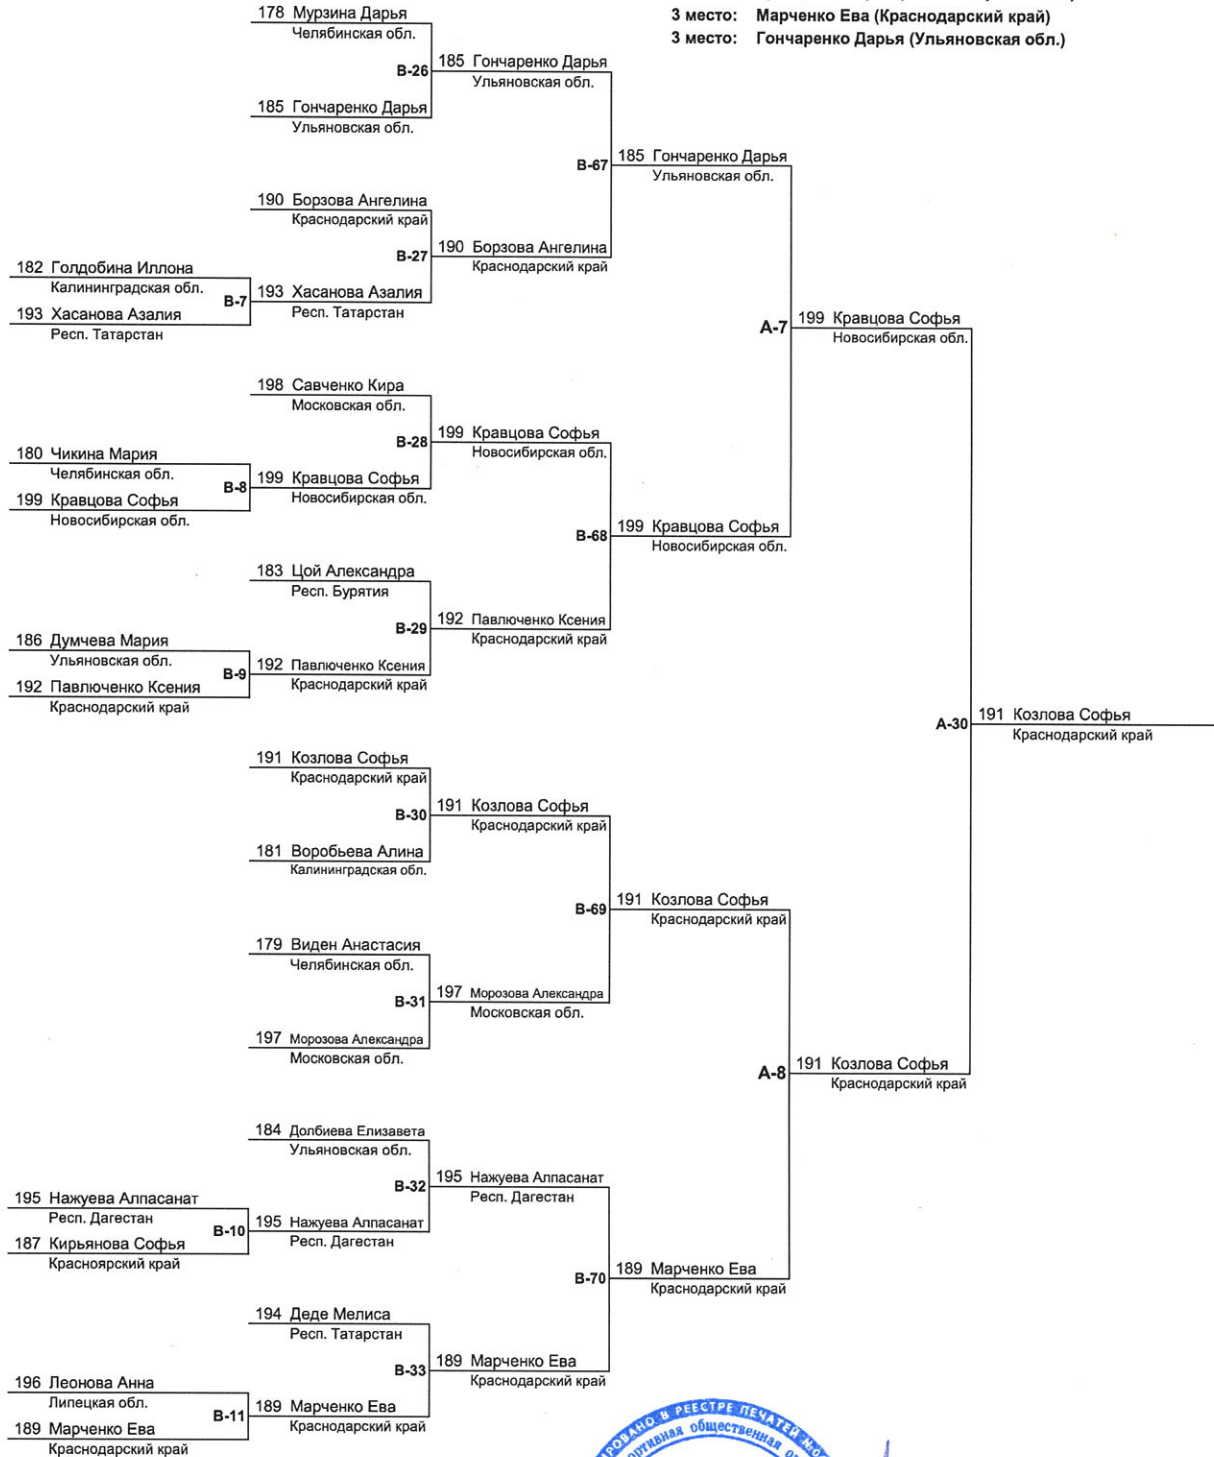 3 место: Марченко Ева (Краснодарский край)
3 место: Гончаренко Дарья (Ульяновская обл.)
178 Мурзина Дарья
Челябинская обл.
B-26
185 Гончаренко Дарья
Ульяновская обл.
185 Гончаренко Дарья
Ульяновская обл.
B-67
185 Гончаренко Дарья
Ульяновская обл.
190 Борзова Ангелина
Краснодарский край
B-27
190 Борзова Ангелина
Краснодарский край
182 Голдобина Иллона
Калининградская обл.
B-7
193 Хасанова Азалия
Респ. Татарстан
193 Хасанова Азалия
Респ. Татарстан
A-7
199 Кравцова Софья
Новосибирская обл.
198 Савченко Кира
Московская обл.
B-28
199 Кравцова Софья
Новосибирская обл.
180 Чикина Мария
Челябинская обл.
B-8
199 Кравцова Софья
Новосибирская обл.
199 Кравцова Софья
Новосибирская обл.
B-68
199 Кравцова Софья
Новосибирская обл.
183 Цой Александра
Респ. Бурятия
B-29
192 Павлюченко Ксения
Краснодарский край
186 Думчева Мария
Ульяновская обл.
B-9
192 Павлюченко Ксения
Краснодарский край
192 Павлюченко Ксения
Краснодарский край
A-30
191 Козлова Софья
Краснодарский край
191 Козлова Софья
Краснодарский край
B-30
191 Козлова Софья
Краснодарский край
181 Воробьева Алина
Калининградская обл.
B-69
191 Козлова Софья
Краснодарский край
179 Виден Анастасия
Челябинская обл.
B-31
197 Морозова Александра
Московская обл.
197 Морозова Александра
Московская обл.
A-8
191 Козлова Софья
Краснодарский край
184 Долбиева Елизавета
Ульяновская обл.
B-32
195 Нажуева Алпасанат
Респ. Дагестан
195 Нажуева Алпасанат
Респ. Дагестан
B-10
195 Нажуева Алпасанат
Респ. Дагестан
187 Кирьянова Софья
Красноярский край
B-70
189 Марченко Ева
Краснодарский край
194 Деде Мелиса
Респ. Татарстан
B-33
189 Марченко Ева
Краснодарский край
196 Леонова Анна
Липецкая обл.
B-11
189 Марченко Ева
Краснодарский край
189 Марченко Ева
Краснодарский край
В РЕЕСТРЕ ПЕЧАТЕЙ
общественная